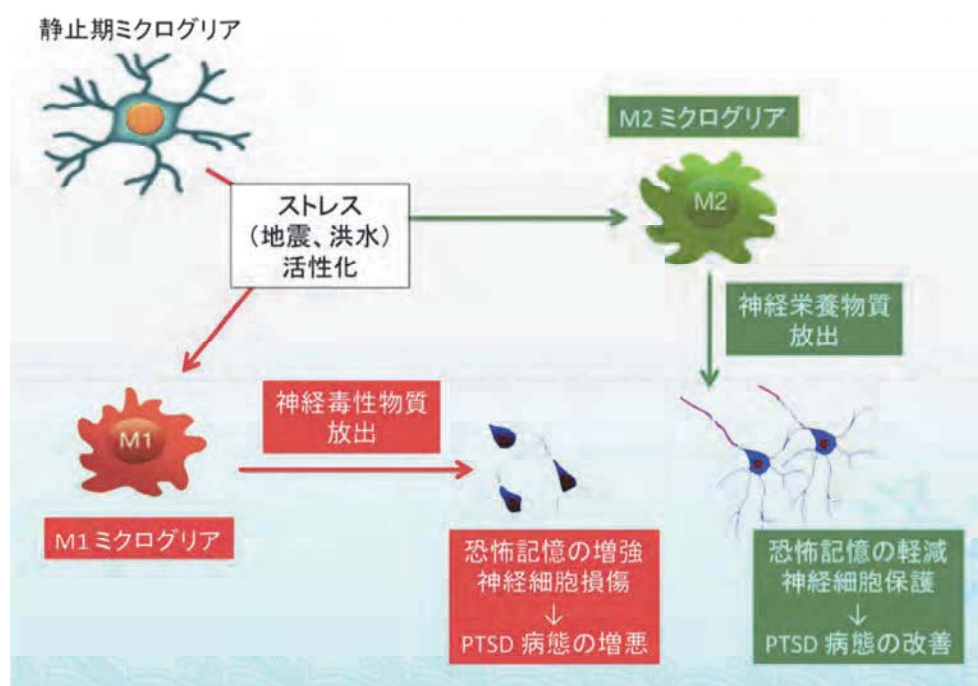 静止期ミクログリア
M2 ミクログリア
ストレス
（地震、洪水）
活性化
M2
神経栄養物質
放出
神経毒性物質
放出
M1
M1 ミクログリア
恐怖記憶の増強
神経細胞損傷
↓
PTSD 病態の増悪
恐怖記憶の軽減
神経細胞保護
↓
PTSD 病態の改善